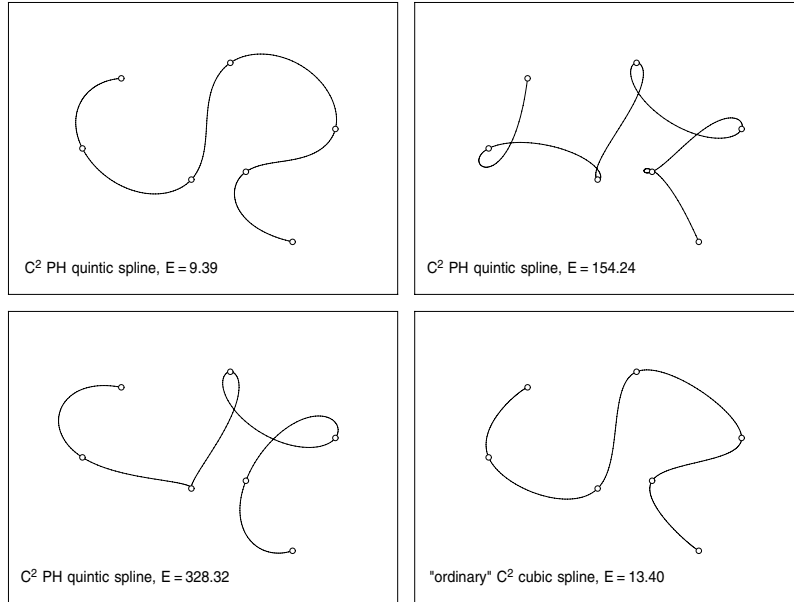 C² PH quintic spline, E = 9.39
C² PH quintic spline, E = 154.24
C² PH quintic spline, E = 328.32
"ordinary" C² cubic spline, E = 13.40